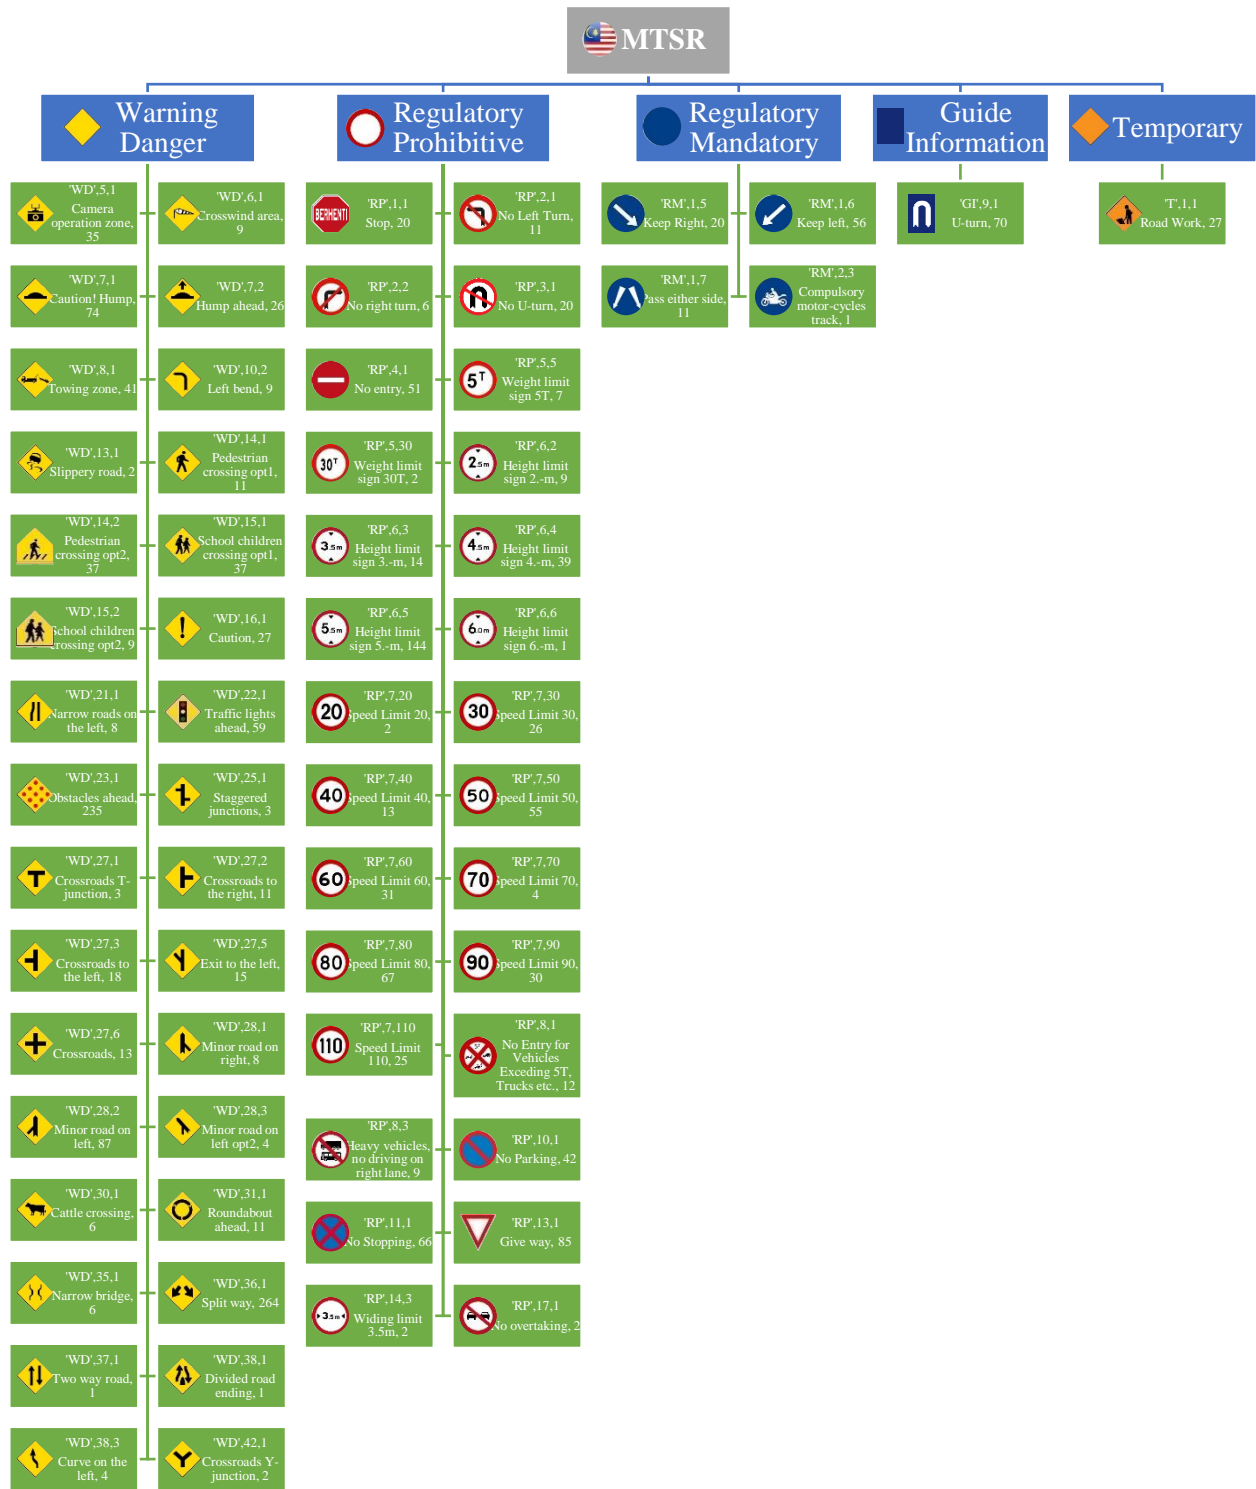 MTSR
Warning
Danger
'WD',5,1
Camera
operation zone,
35
'WD',6,1
Crosswind area,
9
'WD',7,1
Caution! Hump,
74
'WD',7,2
Hump ahead, 26
'WD',8,1
Towing zone, 41
'WD',10,2
Left bend, 9
'WD',13,1
Slippery road, 2
'WD',14,1
Pedestrian
crossing opt1,
11
'WD',14,2
Pedestrian
crossing opt2,
37
'WD',15,1
School children
crossing opt1,
37
'WD',15,2
School children
crossing opt2, 9
'WD',16,1
Caution, 27
'WD',21,1
Narrow roads on
the left, 8
'WD',22,1
Traffic lights
ahead, 59
'WD',23,1
Obstacles ahead,
235
'WD',25,1
Staggered
junctions, 3
'WD',27,1
Crossroads T-
junction, 3
'WD',27,2
Crossroads to
the right, 11
'WD',27,3
Crossroads to
the left, 18
'WD',27,5
Exit to the left,
15
'WD',27,6
Crossroads, 13
'WD',28,1
Minor road on
right, 8
'WD',28,2
Minor road on
left, 87
'WD',28,3
Minor road on
left opt2, 4
'WD',30,1
Cattle crossing,
6
'WD',31,1
Roundabout
ahead, 11
'WD',35,1
Narrow bridge,
6
'WD',36,1
Split way, 264
'WD',37,1
Two way road,
1
'WD',38,1
Divided road
ending, 1
'WD',38,3
Curve on the
left, 4
'WD',42,1
Crossroads Y-
junction, 2
Regulatory
Prohibitive
BERHENTI
'RP',1,1
Stop, 20
'RP',2,1
No Left Turn,
11
'RP',2,2
No right turn, 6
'RP',3,1
No U-turn, 20
'RP',4,1
No entry, 51
5T
'RP',5,5
Weight limit
sign 5T, 7
30T
'RP',5,30
Weight limit
sign 30T, 2
2.5m
'RP',6,2
Height limit
sign 2.-m, 9
3.5m
'RP',6,3
Height limit
sign 3.-m, 14
4.5m
'RP',6,4
Height limit
sign 4.-m, 39
5.5m
'RP',6,5
Height limit
sign 5.-m, 144
6.0m
'RP',6,6
Height limit
sign 6.-m, 1
20
'RP',7,20
Speed Limit 20,
2
30
'RP',7,30
Speed Limit 30,
26
40
'RP',7,40
Speed Limit 40,
13
50
'RP',7,50
Speed Limit 50,
55
60
'RP',7,60
Speed Limit 60,
31
70
'RP',7,70
Speed Limit 70,
4
80
'RP',7,80
Speed Limit 80,
67
90
'RP',7,90
Speed Limit 90,
30
110
'RP',7,110
Speed Limit
110, 25
'RP',8,1
No Entry for
Vehicles
Exceding 5T,
Trucks etc., 12
'RP',8,3
Heavy vehicles,
no driving on
right lane, 9
'RP',10,1
No Parking, 42
'RP',11,1
No Stopping, 66
'RP',13,1
Give way, 85
3.5m
'RP',14,3
Widing limit
3.5m, 2
'RP',17,1
No overtaking, 2
Regulatory
Mandatory
'RM',1,5
Keep Right, 20
'RM',1,6
Keep left, 56
'RM',1,7
Pass either side,
11
'RM',2,3
Compulsory
motor-cycles
track, 1
Guide
Information
'GI',9,1
U-turn, 70
Temporary
'T',1,1
Road Work, 27